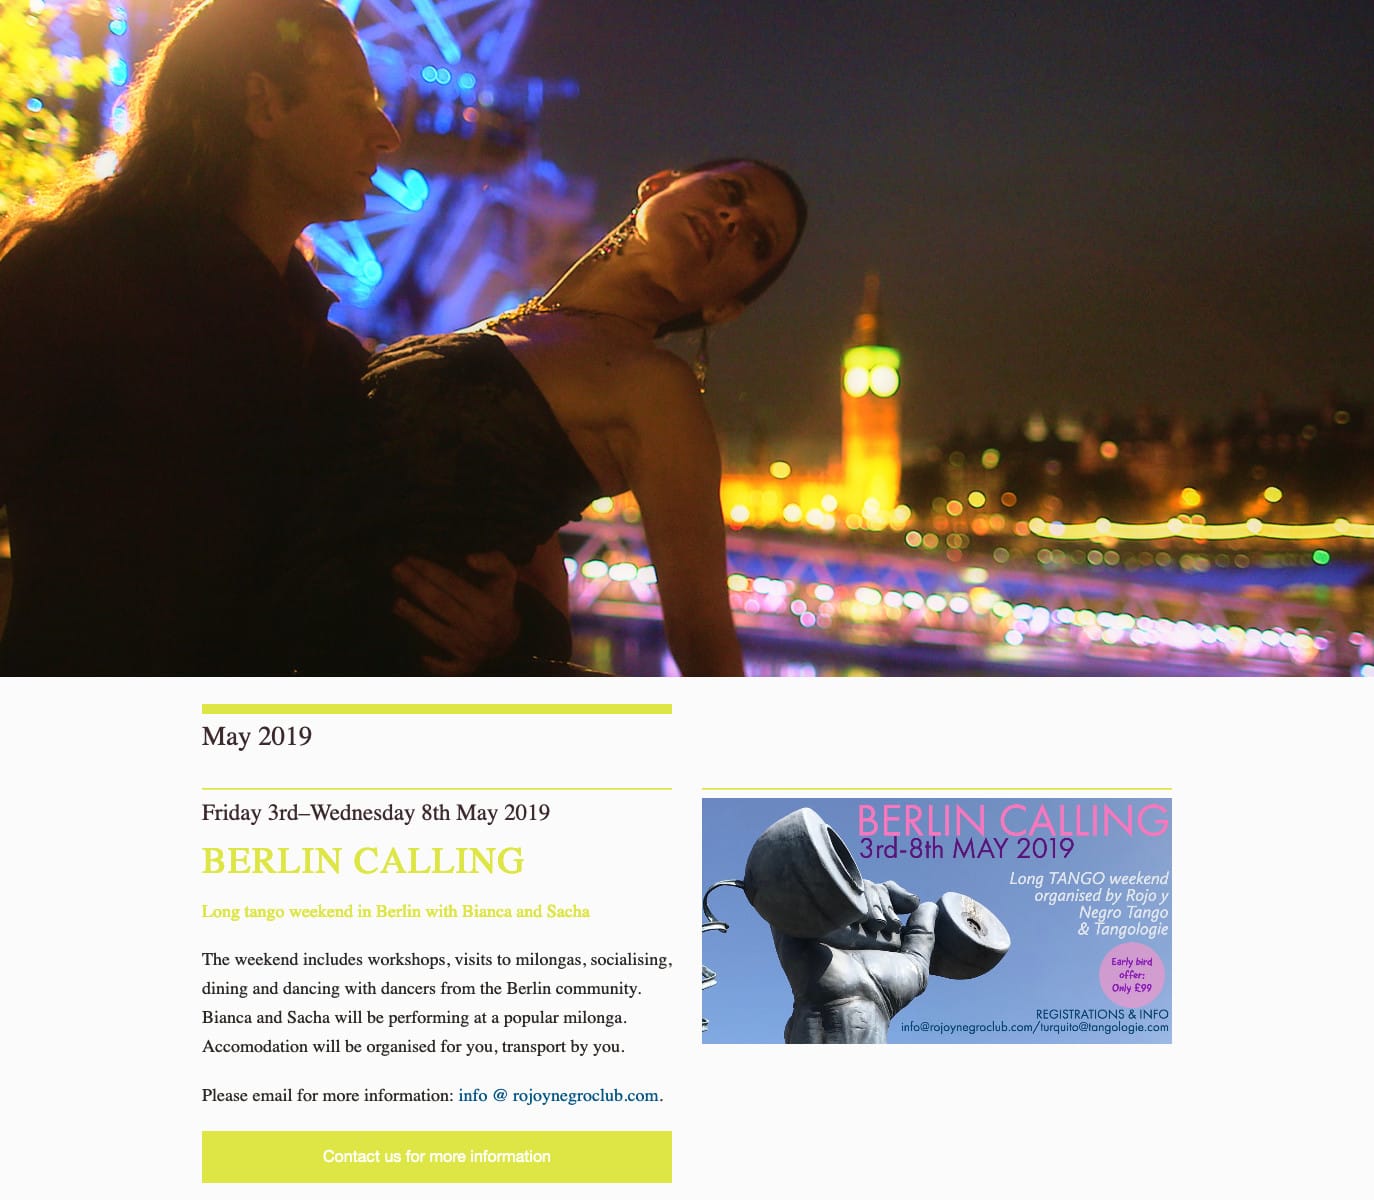 May 2019
Friday 3rd–Wednesday 8th May 2019
BERLIN CALLING
Long tango weekend in Berlin with Bianca and Sacha
The weekend includes workshops, visits to milongas, socialising,
dining and dancing with dancers from the Berlin community.
Bianca and Sacha will be performing at a popular milonga.
Accomodation will be organised for you, transport by you.
Please email for more information: info @ rojoynegroclub.com.
Contact us for more information
BERLIN CALLING
3rd-8th MAY 2019
Long TANGO weekend
organised by Rojo y
Negro Tango
& Tangologie
Early bird
offer:
Only £99
REGISTRATIONS & INFO
info@rojoynegroclub.com/turquito@tangologie.com